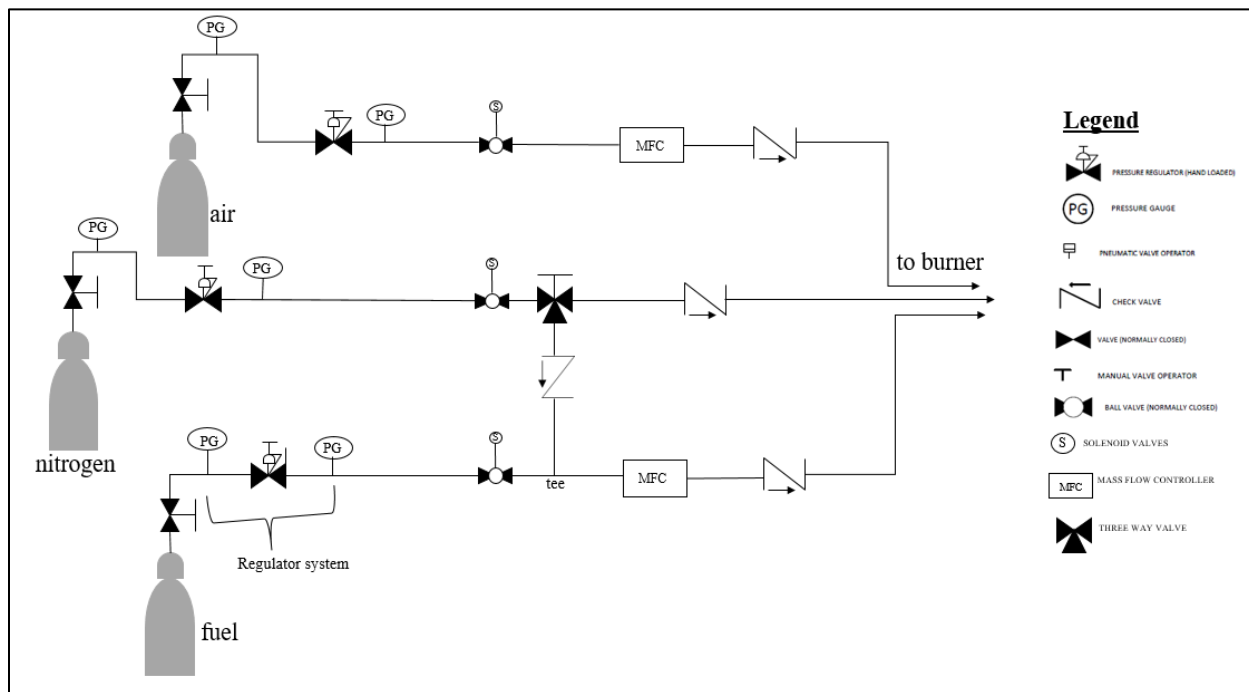 PG
PG
S
MFC
air
PG
PG
S
to burner
nitrogen
PG
PG
S
tee
MFC
Regulator system
fuel
Legend
PRESSURE REGULATOR (HAND LOADED)
PG PRESSURE GAUGE
PNEUMATIC VALVE OPERATOR
CHECK VALVE
VALVE (NORMALLY CLOSED)
MANUAL VALVE OPERATOR
BALL VALVE (NORMALLY CLOSED)
S SOLENOID VALVES
MFC MASS FLOW CONTROLLER
THREE WAY VALVE